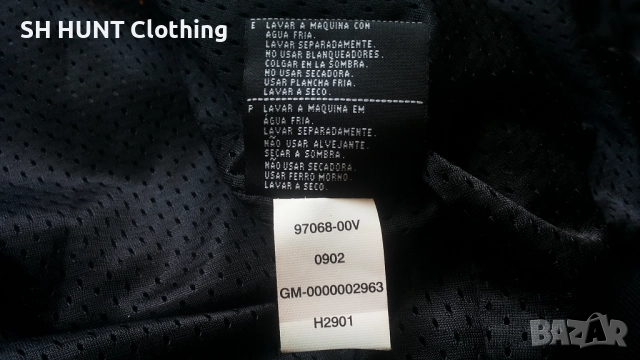 SH HUNT Clothing
E LAVAR A MAQUINA CON
AGUA FRIA.
LAVAR SEPARADAMENTE.
NO USAR BLANQUEADORES.
COLGAR EN LA SOMBRA.
NO USAR SECADORA.
USAR PLANCHA FRIA.
LAVAR A SECO.
P LAVAR A MAQUINA EM
ÁGUA FRIA.
LAVAR SEPARADAMENTE.
NÃO USAR ALVEJANTE.
SEÇAR A SOMBRA.
NÃO USAR SECADORA.
USAR FERRO MORNO.
LAVAR A SECO.
97068-00V
0902
GM-0000002963
H2901
BAZAR